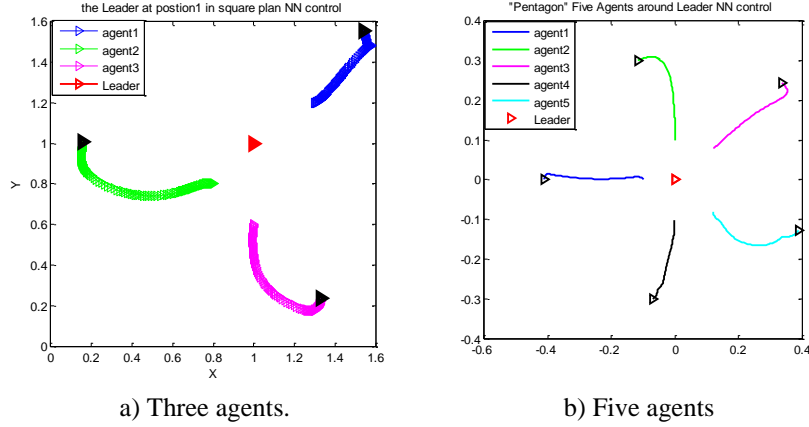 the Leader at postion1 in square plan NN control
1.6
1.4
1.2
1
0.8
0.6
0.4
0.2
0
Y
agent1
agent2
agent3
Leader
0 0.2 0.4 0.6 0.8 1 1.2 1.4 1.6
X
a) Three agents.
"Pentagon" Five Agents around Leader NN control
0.4
0.3
0.2
0.1
0
-0.1
-0.2
-0.3
-0.4
agent1
agent2
agent3
agent4
agent5
Leader
-0.6 -0.4 -0.2 0 0.2 0.4
b) Five agents